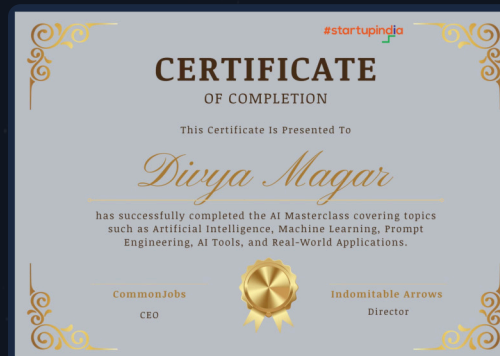 #startupindia
CERTIFICATE
OF COMPLETION
This Certificate Is Presented To
Divya Magar
has successfully completed the AI Masterclass covering topics
such as Artificial Intelligence, Machine Learning, Prompt
Engineering, AI Tools, and Real-World Applications.
CommonJobs
CEO
Indomitable Arrows
Director